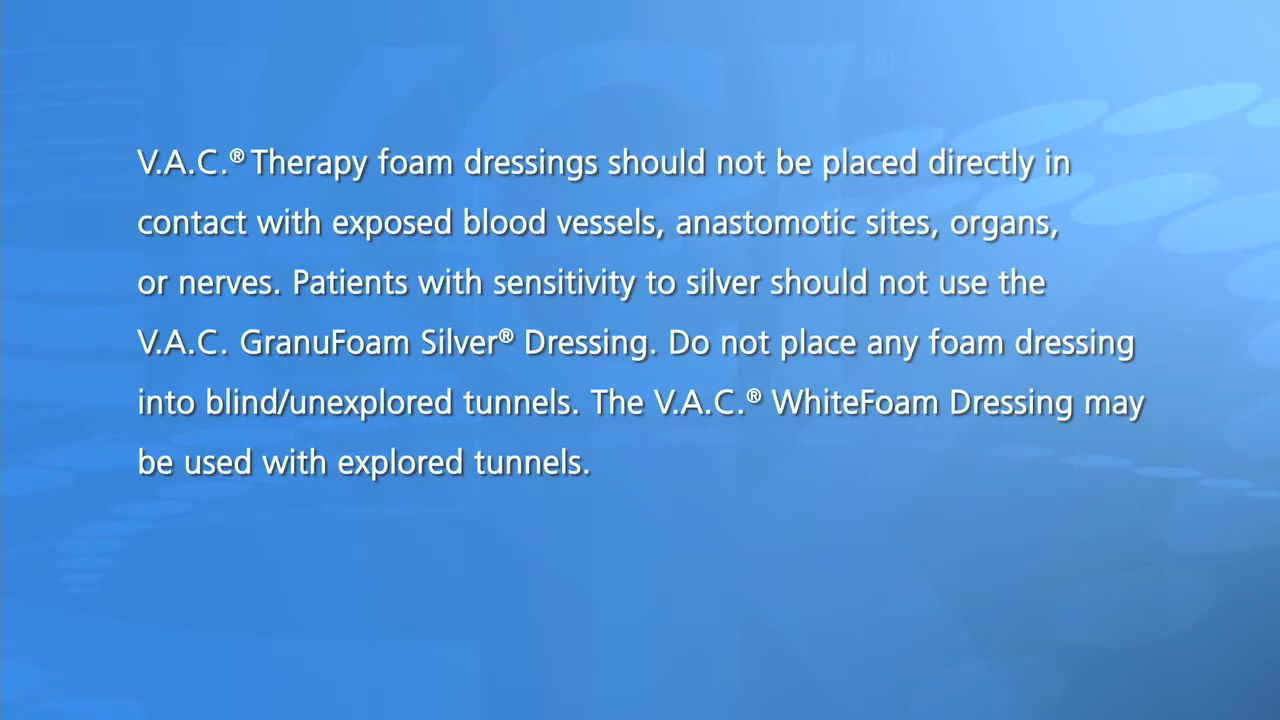 KCI®
V.A.C.® Therapy foam dressings should not be placed directly in
contact with exposed blood vessels, anastomotic sites, organs,
or nerves. Patients with sensitivity to silver should not use the
V.A.C. GranuFoam Silver® Dressing. Do not place any foam dressing
into blind/unexplored tunnels. The V.A.C.® WhiteFoam Dressing may
be used with explored tunnels.